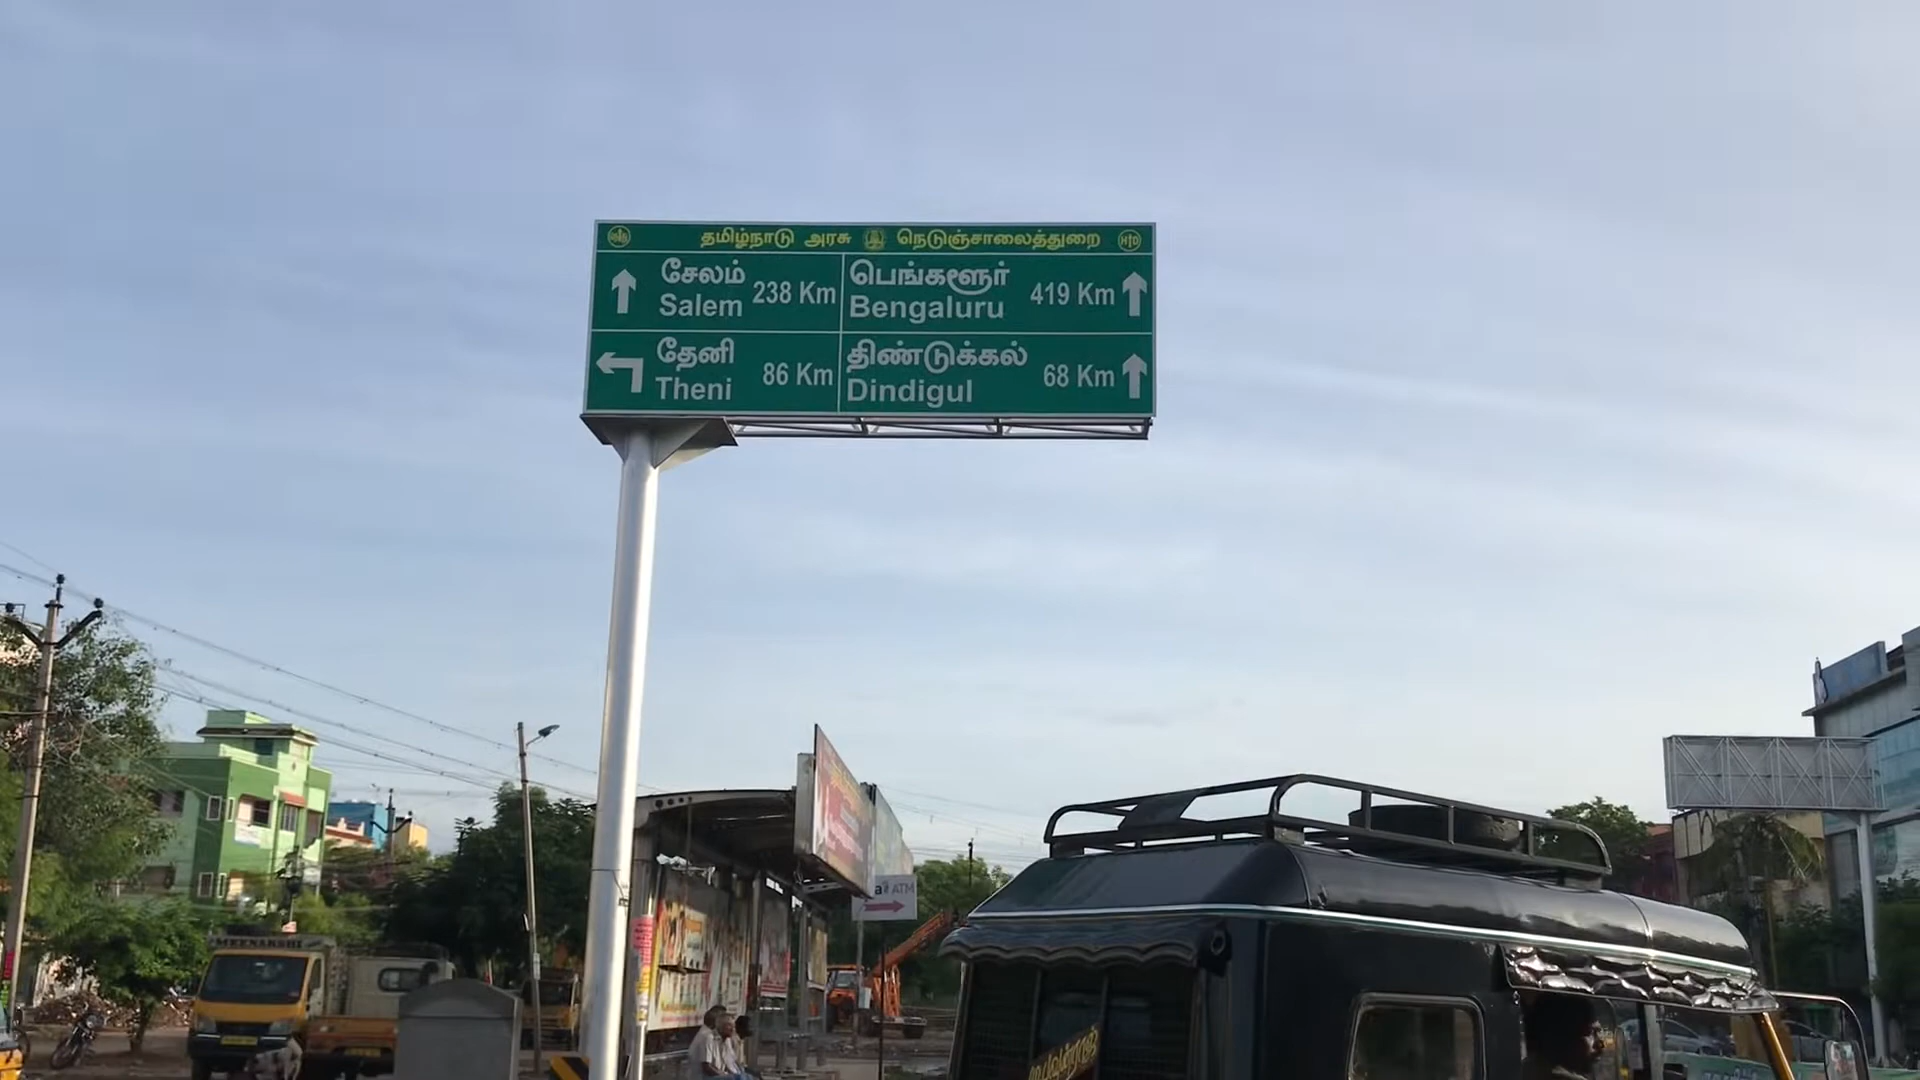 தமிழ்நாடு அரசு நெடுஞ்சாலைத்துறை HD
சேலம்
Salem 238 Km
பெங்களூர்
Bengaluru 419 Km
தேனி
Theni 86 Km
திண்டுக்கல்
Dindigul 68 Km
ATM
MEENAKSHI